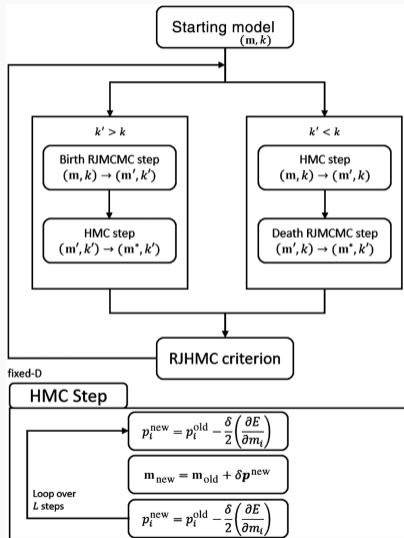 Starting model
(m, k)
k′ > k
Birth RJMCMC step
(m, k) → (m′, k′)
HMC step
(m′, k′) → (m*, k′)
k′ < k
HMC step
(m, k) → (m′, k)
Death RJMCMC step
(m′, k) → (m*, k′)
RJHMC criterion
fixed-D
HMC Step
p_i^new = p_i^old − δ/2 (∂E/∂m_i)
m_new = m_old + δp^new
Loop over
L steps
p_i^new = p_i^old − δ/2 (∂E/∂m_i)